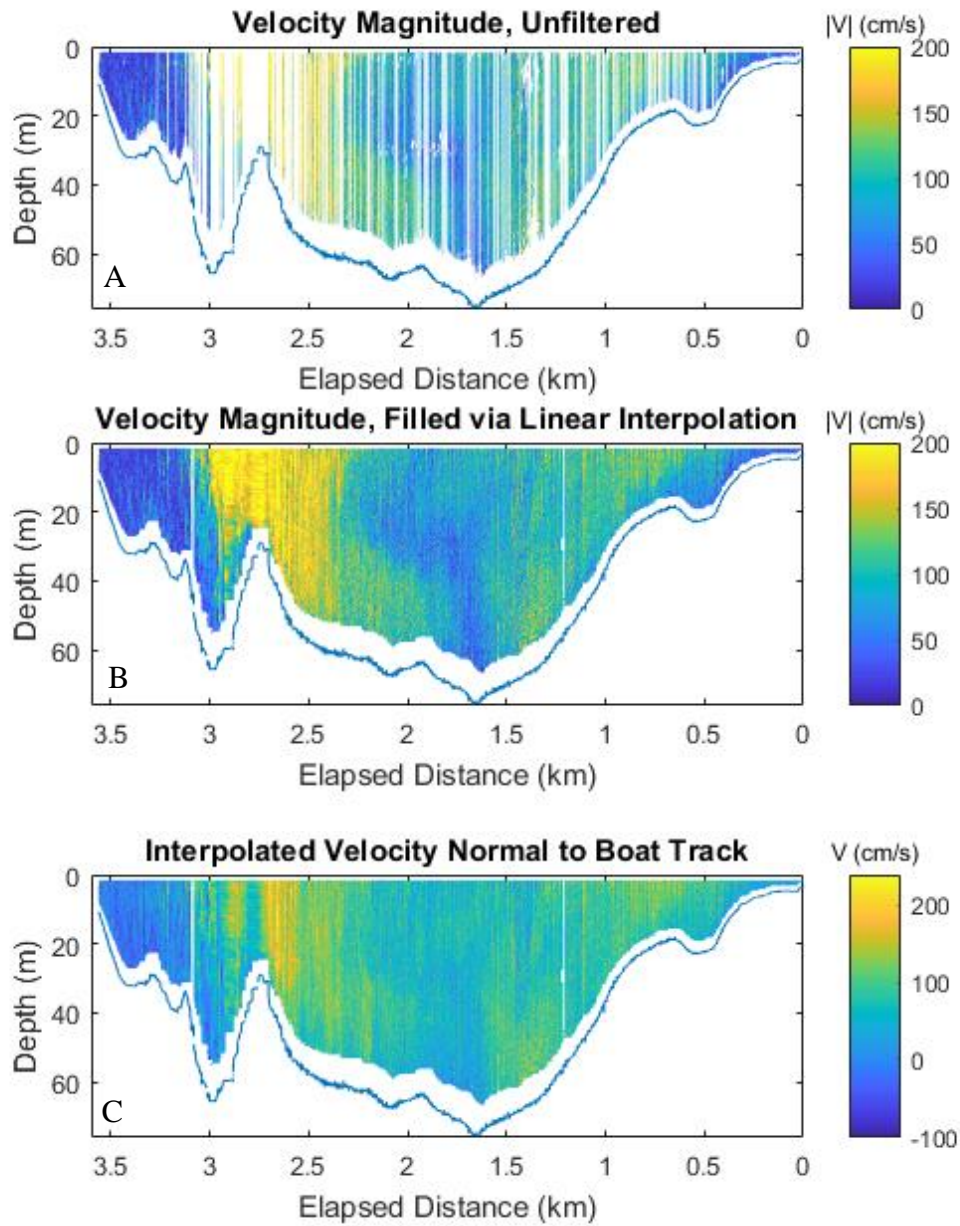 Velocity Magnitude, Unfiltered
|V| (cm/s)
0
20
40
60
Depth (m)
A
3.5 3 2.5 2 1.5 1 0.5 0
Elapsed Distance (km)
200
150
100
50
0
Velocity Magnitude, Filled via Linear Interpolation
|V| (cm/s)
0
20
40
60
Depth (m)
B
3.5 3 2.5 2 1.5 1 0.5 0
Elapsed Distance (km)
200
150
100
50
0
Interpolated Velocity Normal to Boat Track
V (cm/s)
0
20
40
60
Depth (m)
C
3.5 3 2.5 2 1.5 1 0.5 0
Elapsed Distance (km)
200
100
0
-100